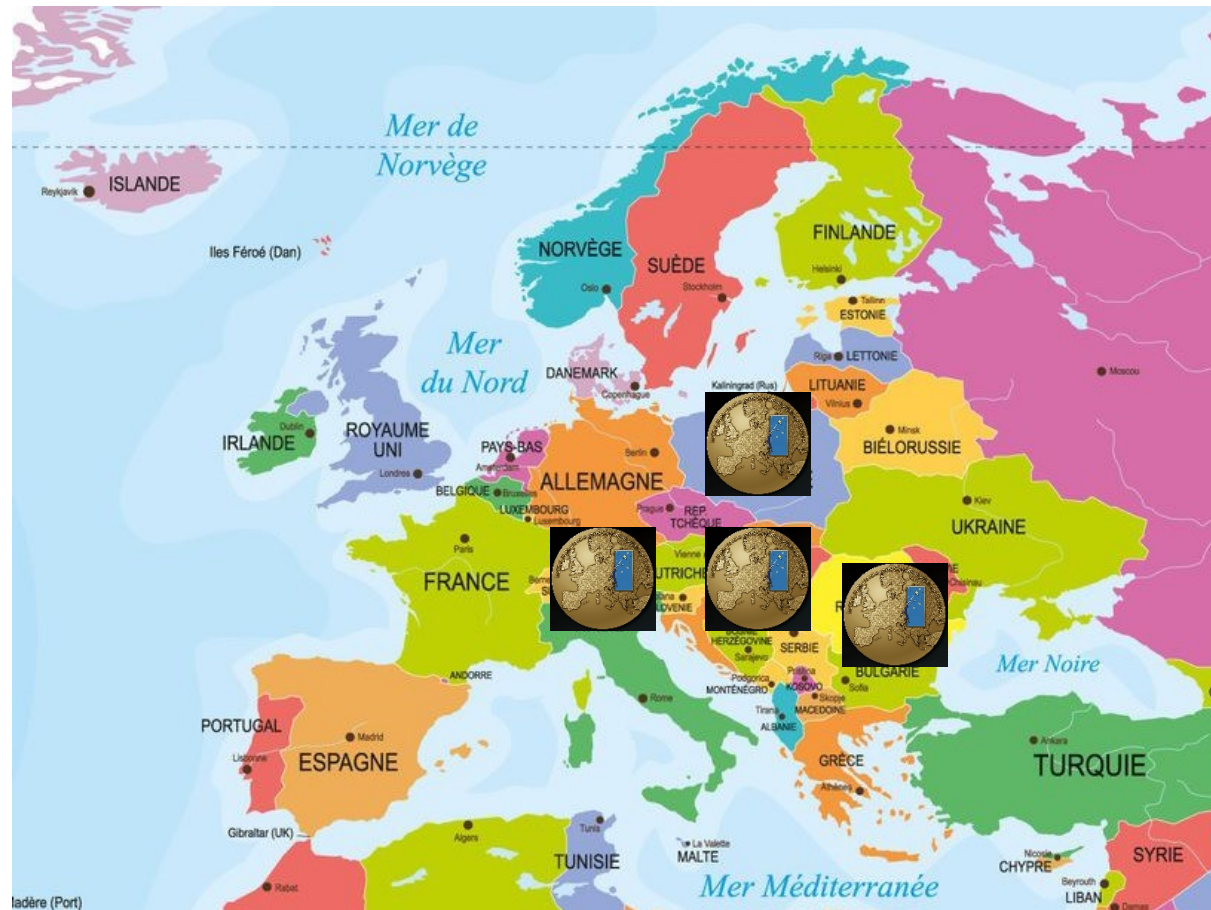 Mer de
Norvège
Reykjavik
ISLANDE
Iles Féroé (Dan)
NORVÈGE
SUÈDE
FINLANDE
Helsinki
Oslo
Stockholm
Tallinn
ESTONIE
Mer
du Nord
Riga
LETTONIE
DANEMARK
Copenhague
Kaliningrad (Rus)
LITUANIE
Vilnius
Moscou
Dublin
IRLANDE
ROYAUME
UNI
Londres
PAYS-BAS
Amsterdam
Berlin
Minsk
BIÉLORUSSIE
BELGIQUE
Bruxelles
ALLEMAGNE
LUXEMBOURG
Luxembourg
Prague
RÉP.
TCHÈQUE
Kiev
UKRAINE
Paris
FRANCE
Vienne
Chisinau
SERBIE
HERZÉGOVINE
Sarajevo
Mer Noire
ANDORRE
Podgorica
MONTÉNÉGRO
Pristina
KOSOVO
Sofia
BULGARIE
Rome
Skopje
MACEDOINE
Tirana
ALBANIE
PORTUGAL
Lisbonne
Madrid
ESPAGNE
GRÈCE
Athènes
Ankara
TURQUIE
Gibraltar (UK)
Alger
Tunis
TUNISIE
La Valette
MALTE
Nicosie
CHYPRE
SYRIE
Rabat
Mer Méditerranée
Beyrouth
LIBAN
Damas
adère (Port)